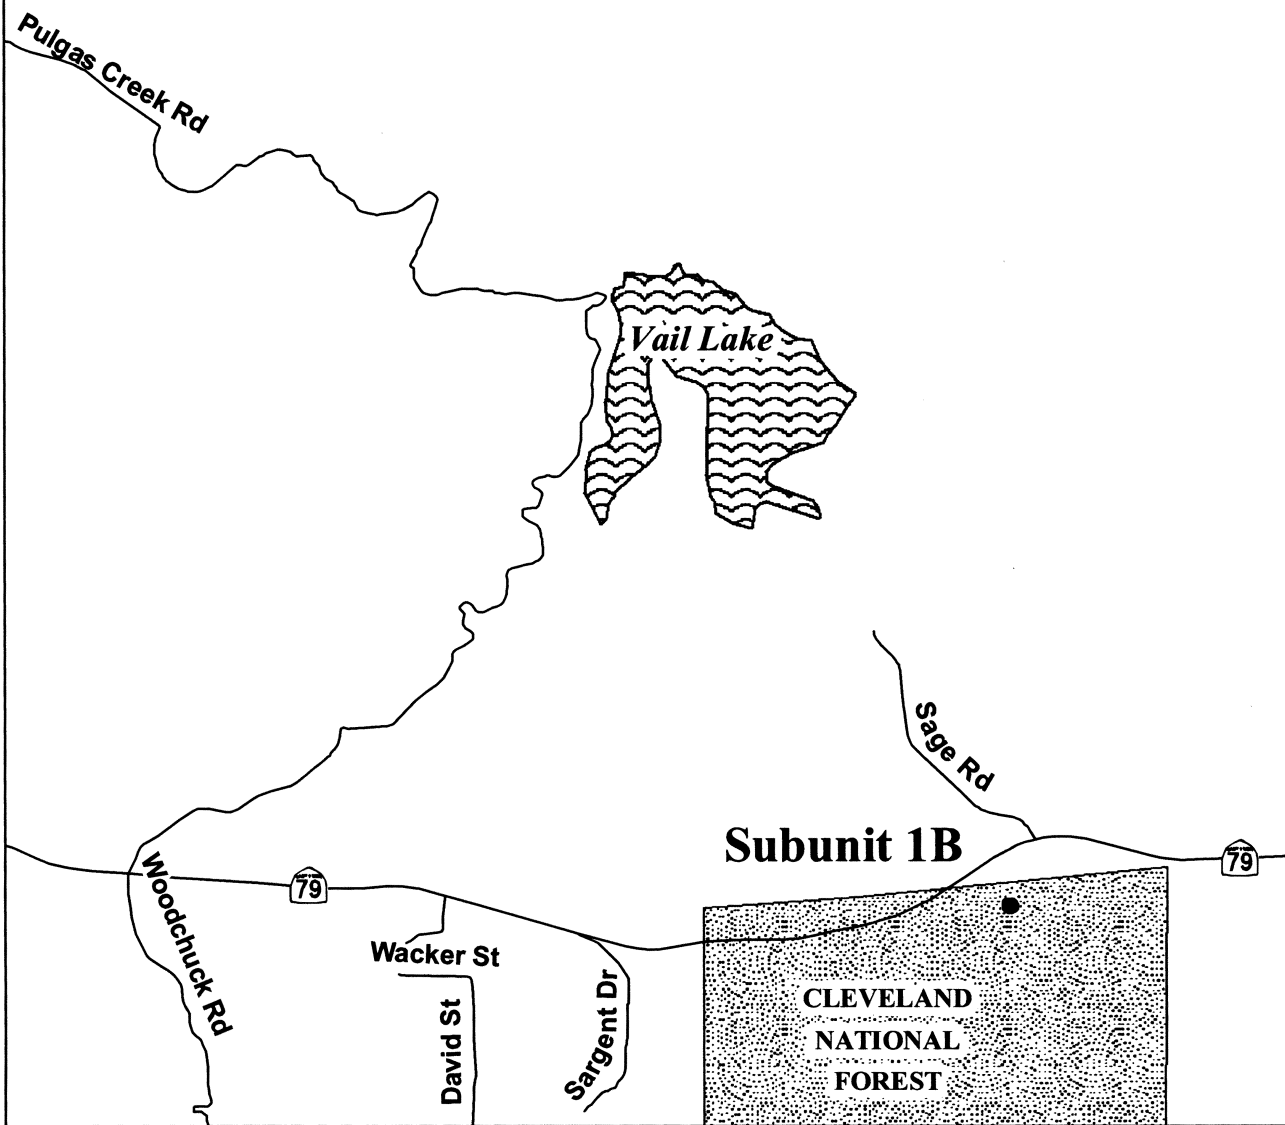 Pulgas Creek Rd
Vail Lake
Sage Rd
Subunit 1B
79
79
Woodchuck Rd
Wacker St
David St
Sargent Dr
CLEVELAND
NATIONAL
FOREST